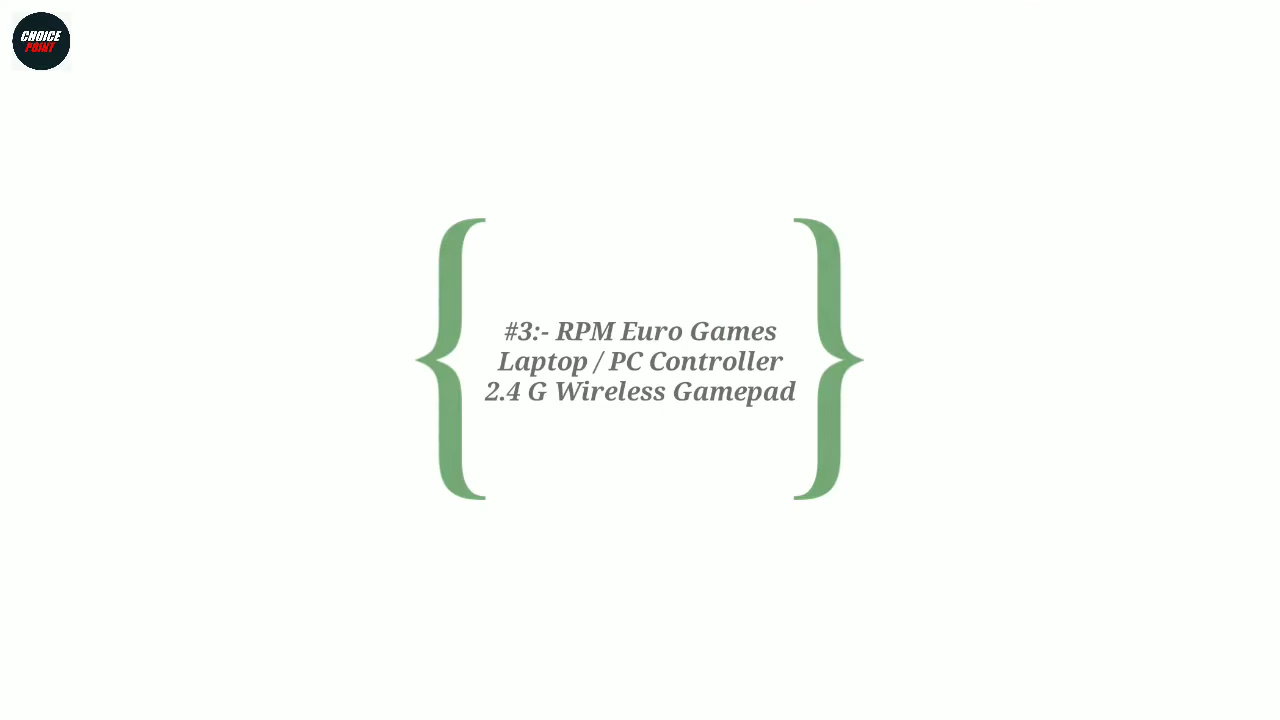 CHOICE
POINT
#3:- RPM Euro Games
Laptop / PC Controller
2.4 G Wireless Gamepad